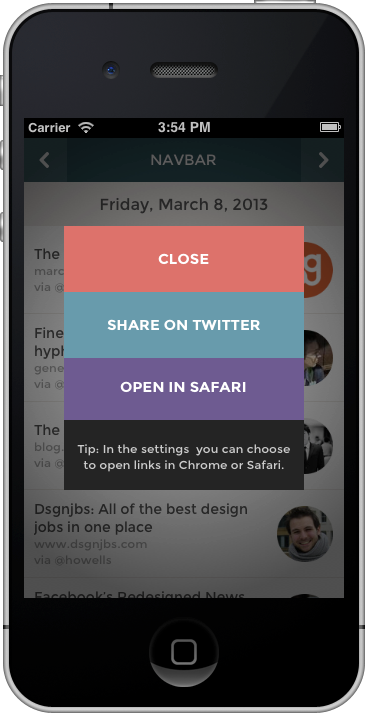 Carrier 3:54 PM
NAVBAR
Friday, March 8, 2013
The
marc
via @
g
CLOSE
Fine
hyph
gene
via @
SHARE ON TWITTER
OPEN IN SAFARI
The
blog.
via @
Tip: In the settings you can choose
to open links in Chrome or Safari.
Dsgnjbs: All of the best design
jobs in one place
www.dsgnjbs.com
via @howells
Facebook's Redesigned News